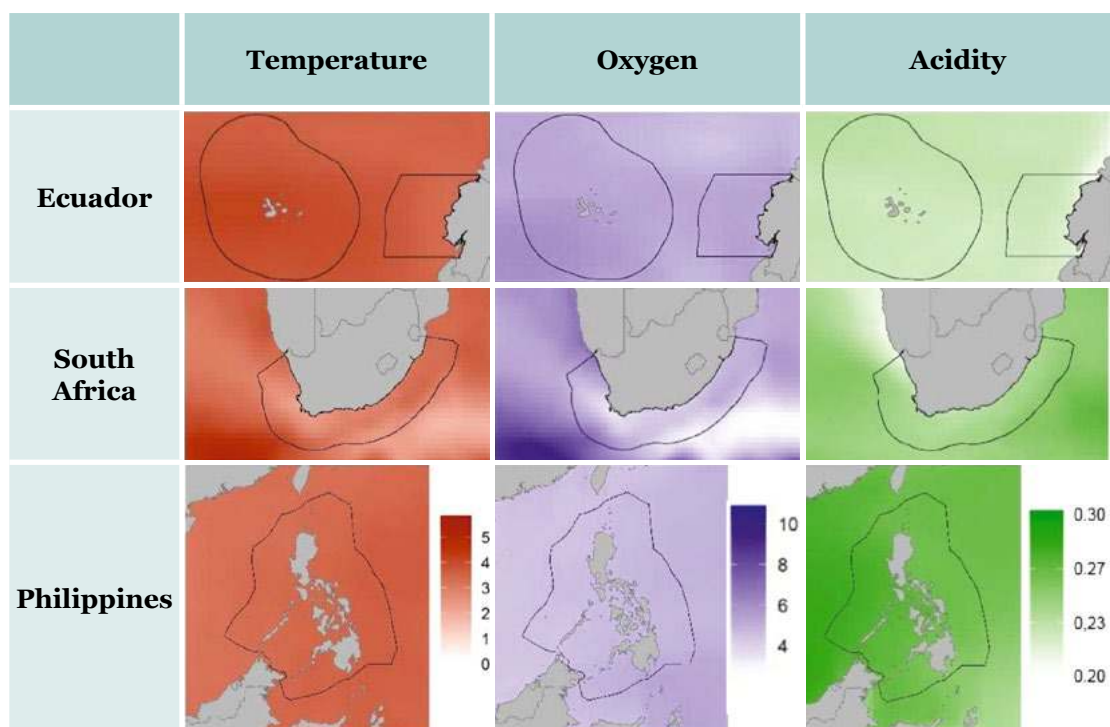 Temperature
Oxygen
Acidity
Ecuador
South
Africa
Philippines
5
4
3
2
1
0
10
8
6
4
0.30
0.27
0,23
0.20